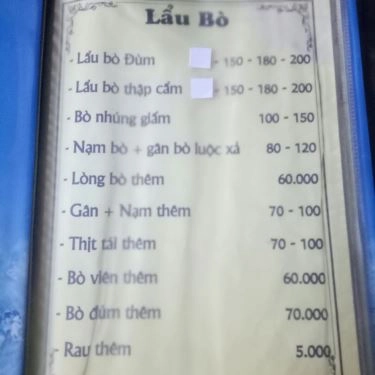 Lẩu Bò
- Lẩu bò Đùm - 150 - 180 - 200
- Lẩu bò thập cẩm - 150 - 180 - 200
- Bò nhúng giấm 100 - 150
- Nạm bò + gân bò luộc xả 80 - 120
- Lòng bò thêm 60.000
- Gân + Nạm thêm 70 - 100
- Thịt tái thêm 70 - 100
- Bò viên thêm 60.000
- Bò đùm thêm 70.000
- Rau thêm 5.000